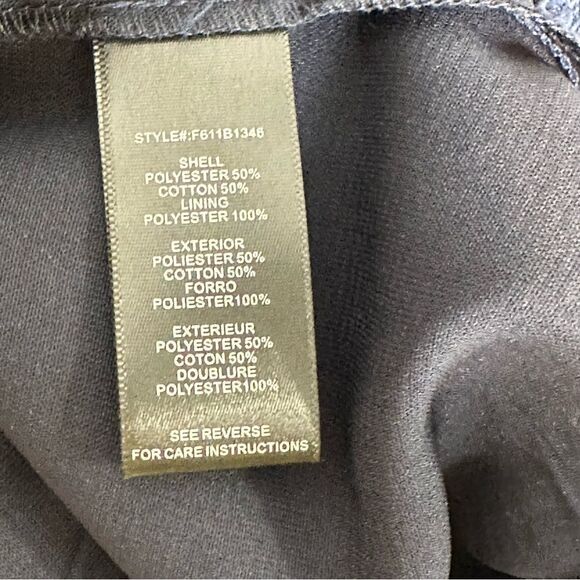 STYLE#:F611B1346
SHELL
POLYESTER 50%
COTTON 50%
LINING
POLYESTER 100%
EXTERIOR
POLIESTER 50%
COTTON 50%
FORRO
POLIESTER100%
EXTERIEUR
POLYESTER 50%
COTON 50%
DOUBLURE
POLYESTER100%
SEE REVERSE
FOR CARE INSTRUCTIONS